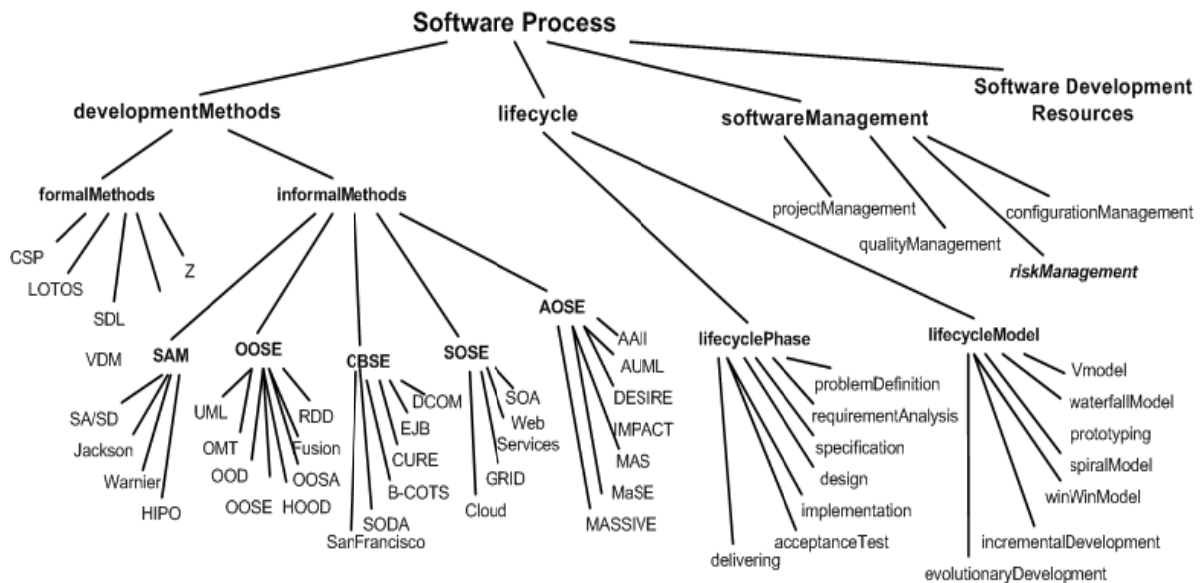 Software Process
developmentMethods
lifecycle
softwareManagement
Software Development
Resources
formalMethods
informalMethods
projectManagement
qualityManagement
configurationManagement
riskManagement
CSP
LOTOS
SDL
Z
VDM
SAM
OOSE
CBSE
SOSE
AOSE
lifecyclePhase
lifecycleModel
SA/SD
Jackson
Warnier
HIPO
UML
OMT
OOD
OOSE
HOOD
OOSA
Fusion
RDD
DCOM
EJB
CURE
B-COTS
SODA
SanFrancisco
SOA
Web
Services
GRID
Cloud
AAII
AUML
DESIRE
IMPACT
MAS
MaSE
MASSIVE
problemDefinition
requirementAnalysis
specification
design
implementation
acceptanceTest
delivering
Vmodel
waterfallModel
prototyping
spiralModel
winWinModel
incrementalDevelopment
evolutionaryDevelopment